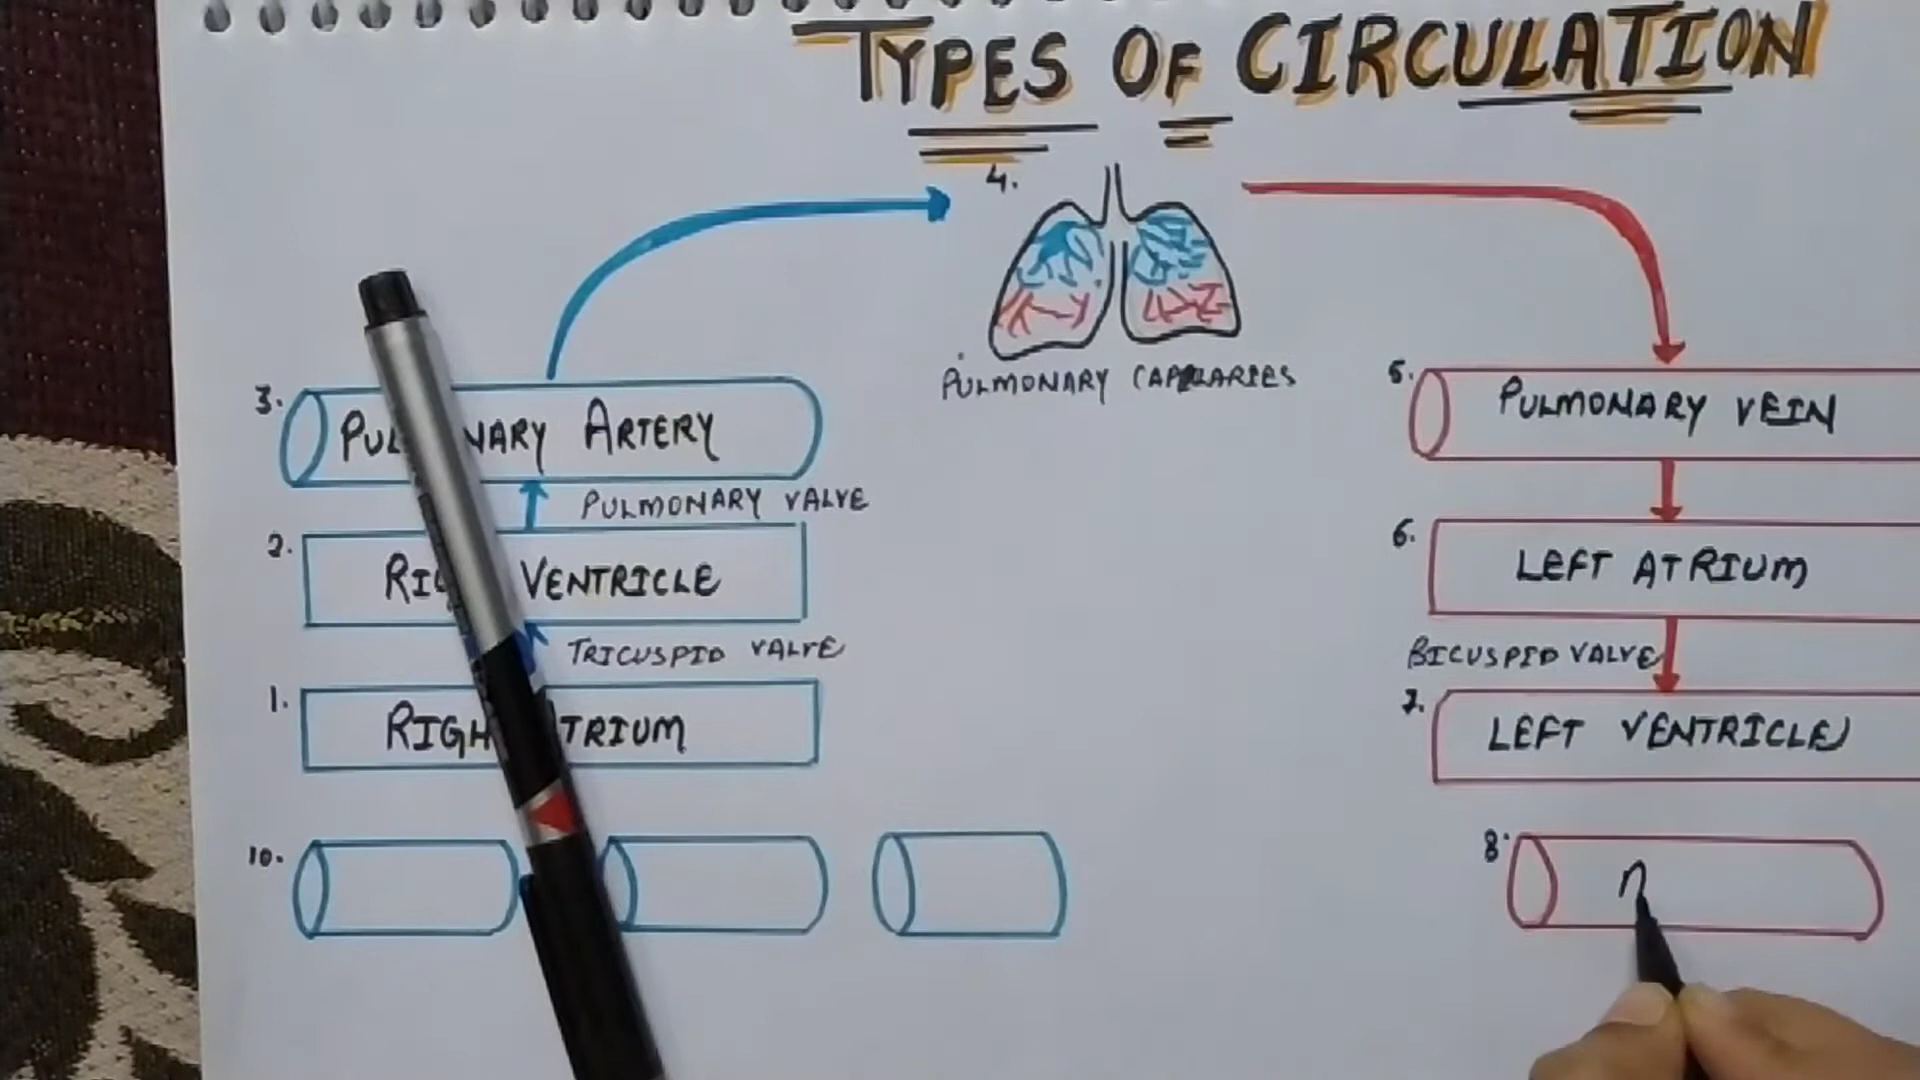 TYPES OF CIRCULATION
4.
PULMONARY CAPILLARIES
3.
ARTERY
PULMONARY VALVE
2.
VENTRICLE
TRICUSPID VALVE
1.
10.
5.
PULMONARY VEIN
6.
LEFT ATRIUM
BICUSPID VALVE
7.
LEFT VENTRICLE
8.